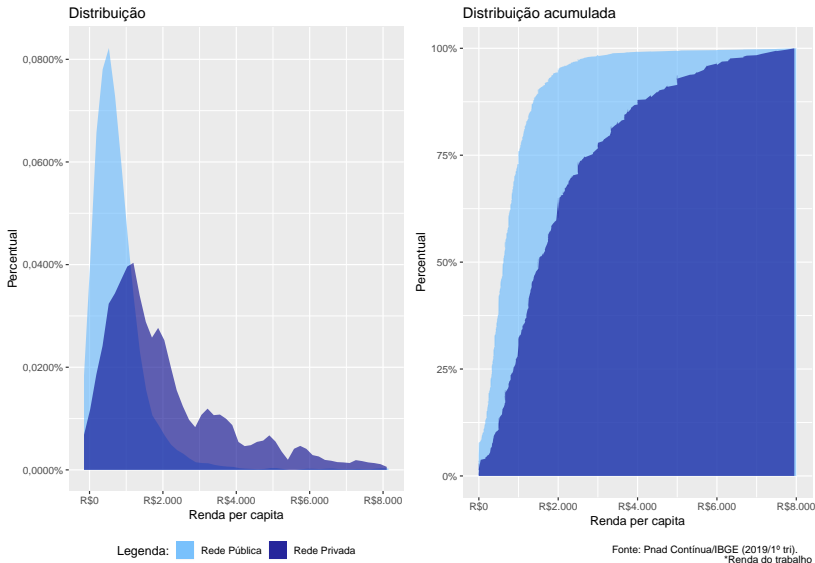 Distribuição
Percentual
0,0800%
0,0600%
0,0400%
0,0200%
0,0000%
R$0 R$2.000 R$4.000 R$6.000 R$8.000
Renda per capita
Distribuição acumulada
Percentual
100%
75%
50%
25%
0%
R$0 R$2.000 R$4.000 R$6.000 R$8.000
Renda per capita
Legenda: Rede Pública Rede Privada
Fonte: Pnad Contínua/IBGE (2019/1º tri).
*Renda do trabalho